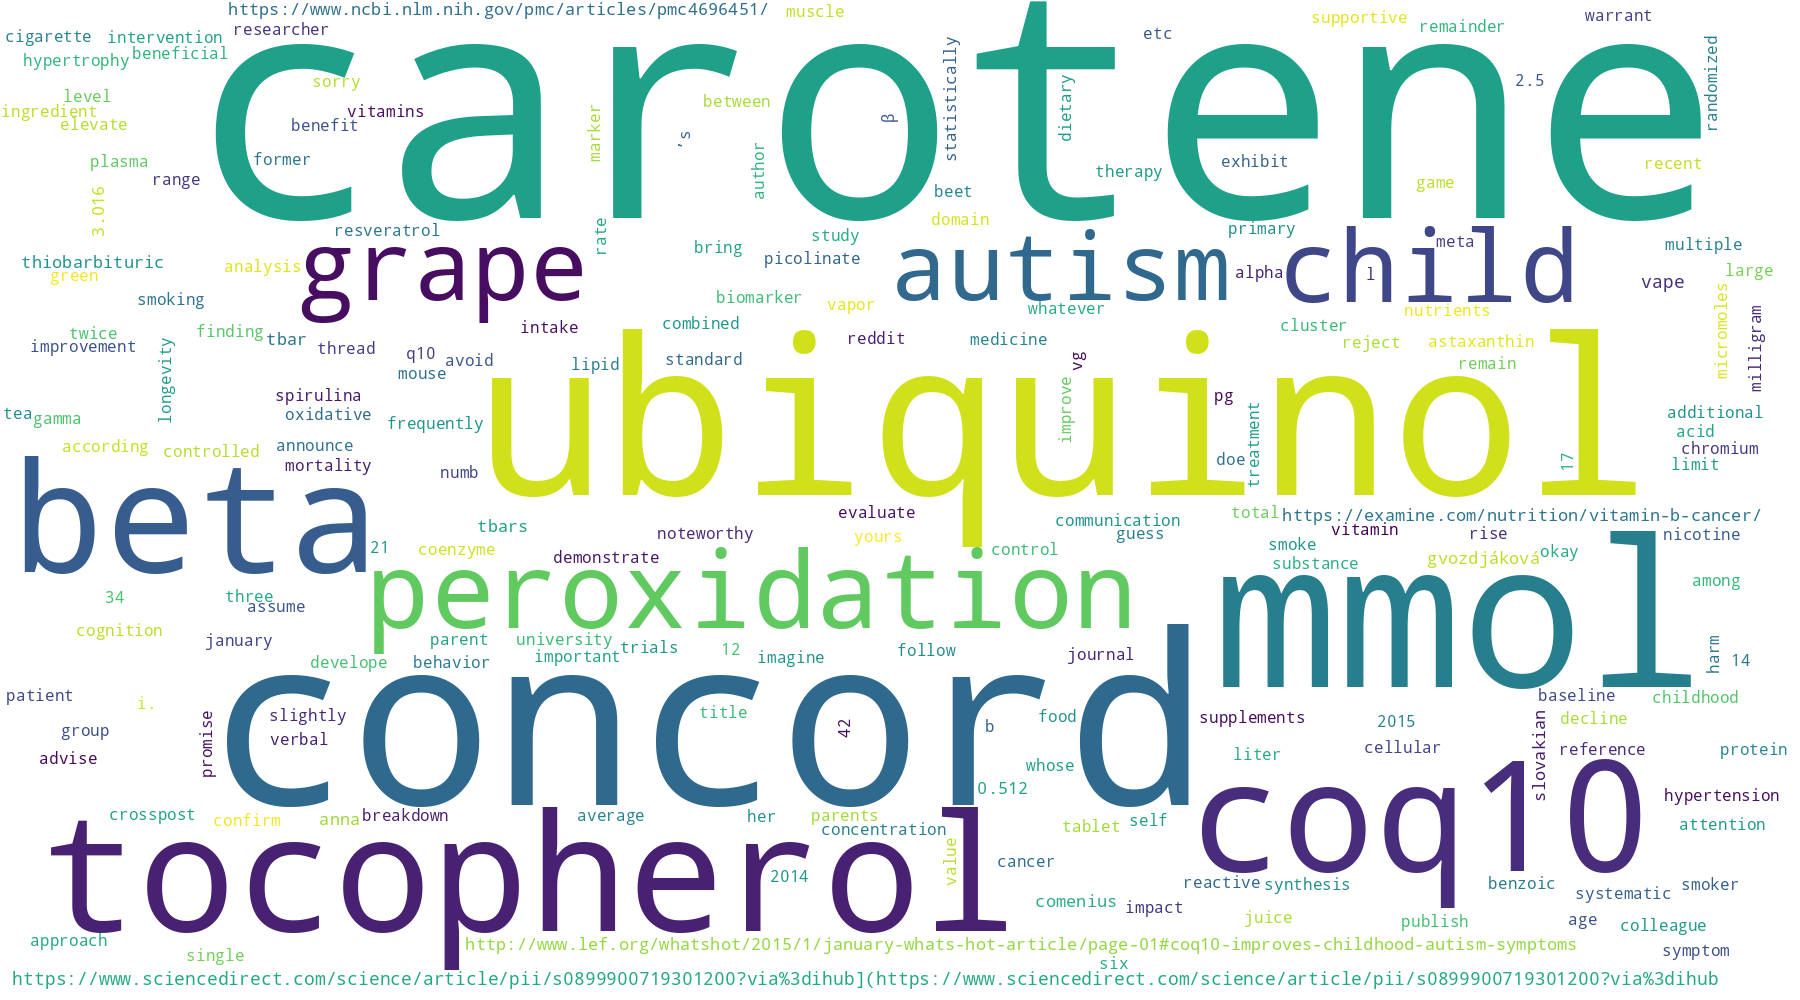 https://www.ncbi.nlm.nih.gov/pmc/articles/pmc4696451/
muscle
supportive
warrant
cigarette
intervention
researcher
remainder
etc
hypertrophy
beneficial
carotene
statistically
randomized
sorry
2.5
level
vitamins
between
dietary
ingredient
elevate
benefit
marker
β
's
plasma
former
author
therapy
exhibit
recent
range
beet
game
3.016
domain
resveratrol
rate
study
primary
thiobarbituric
analysis
grape
bring
picolinate
autism
alpha
child
meta
l
multiple
green
large
smoking
biomarker
vapor
whatever
vape
nutrients
twice
finding
intake
combined
cluster
micromoles
milligram
improvement
longevity
tbar
thread
q10
avoid
lipid
standard
reddit
medicine
vg
reject
astaxanthin
mouse
remain
spirulina
ubiquinol
improve
pg
tea
gamma
oxidative
frequently
treatment
additional
acid
according
controlled
announce
chromium
mortality
numb
doe
17
limit
beta
evaluate
total
https://examine.com/nutrition/vitamin-b-cancer/
tbars
noteworthy
communication
guess
vitamin
rise
nicotine
yours
21
coenzyme
demonstrate
control
smoke
substance
gvozdjáková
okay
peroxidation
mmol
among
34
three
assume
cognition
january
parent
university
trials
12
important
imagine
follow
journal
harm
14
develope
behavior
patient
i.
concord
baseline
childhood
group
promise
slightly
verbal
title
42
b
food
supplements
2015
decline
slovakian
advise
whose
liter
cellular
reference
protein
0.512
coq10
hypertension
crosspost
confirm
anna
breakdown
average
her
parents
concentration
tablet
self
attention
tocopherol
value
cancer
2014
reactive
synthesis
benzoic
systematic
smoker
comenius
impact
juice
publish
age
colleague
approach
single
http://www.lef.org/whatshot/2015/1/january-whats-hot-article/page-01#coq10-improves-childhood-autism-symptoms
symptom
six
https://www.sciencedirect.com/science/article/pii/s0899900719301200?via%3dihub](https://www.sciencedirect.com/science/article/pii/s0899900719301200?via%3dihub